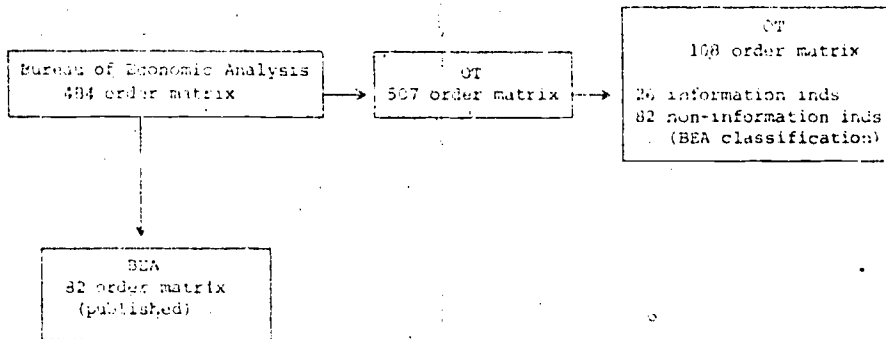 Bureau of Economic Analysis
484 order matrix
OT
507 order matrix
OT
108 order matrix
26 information inds
82 non-information inds
(BEA classification)
BEA
82 order matrix
(published)